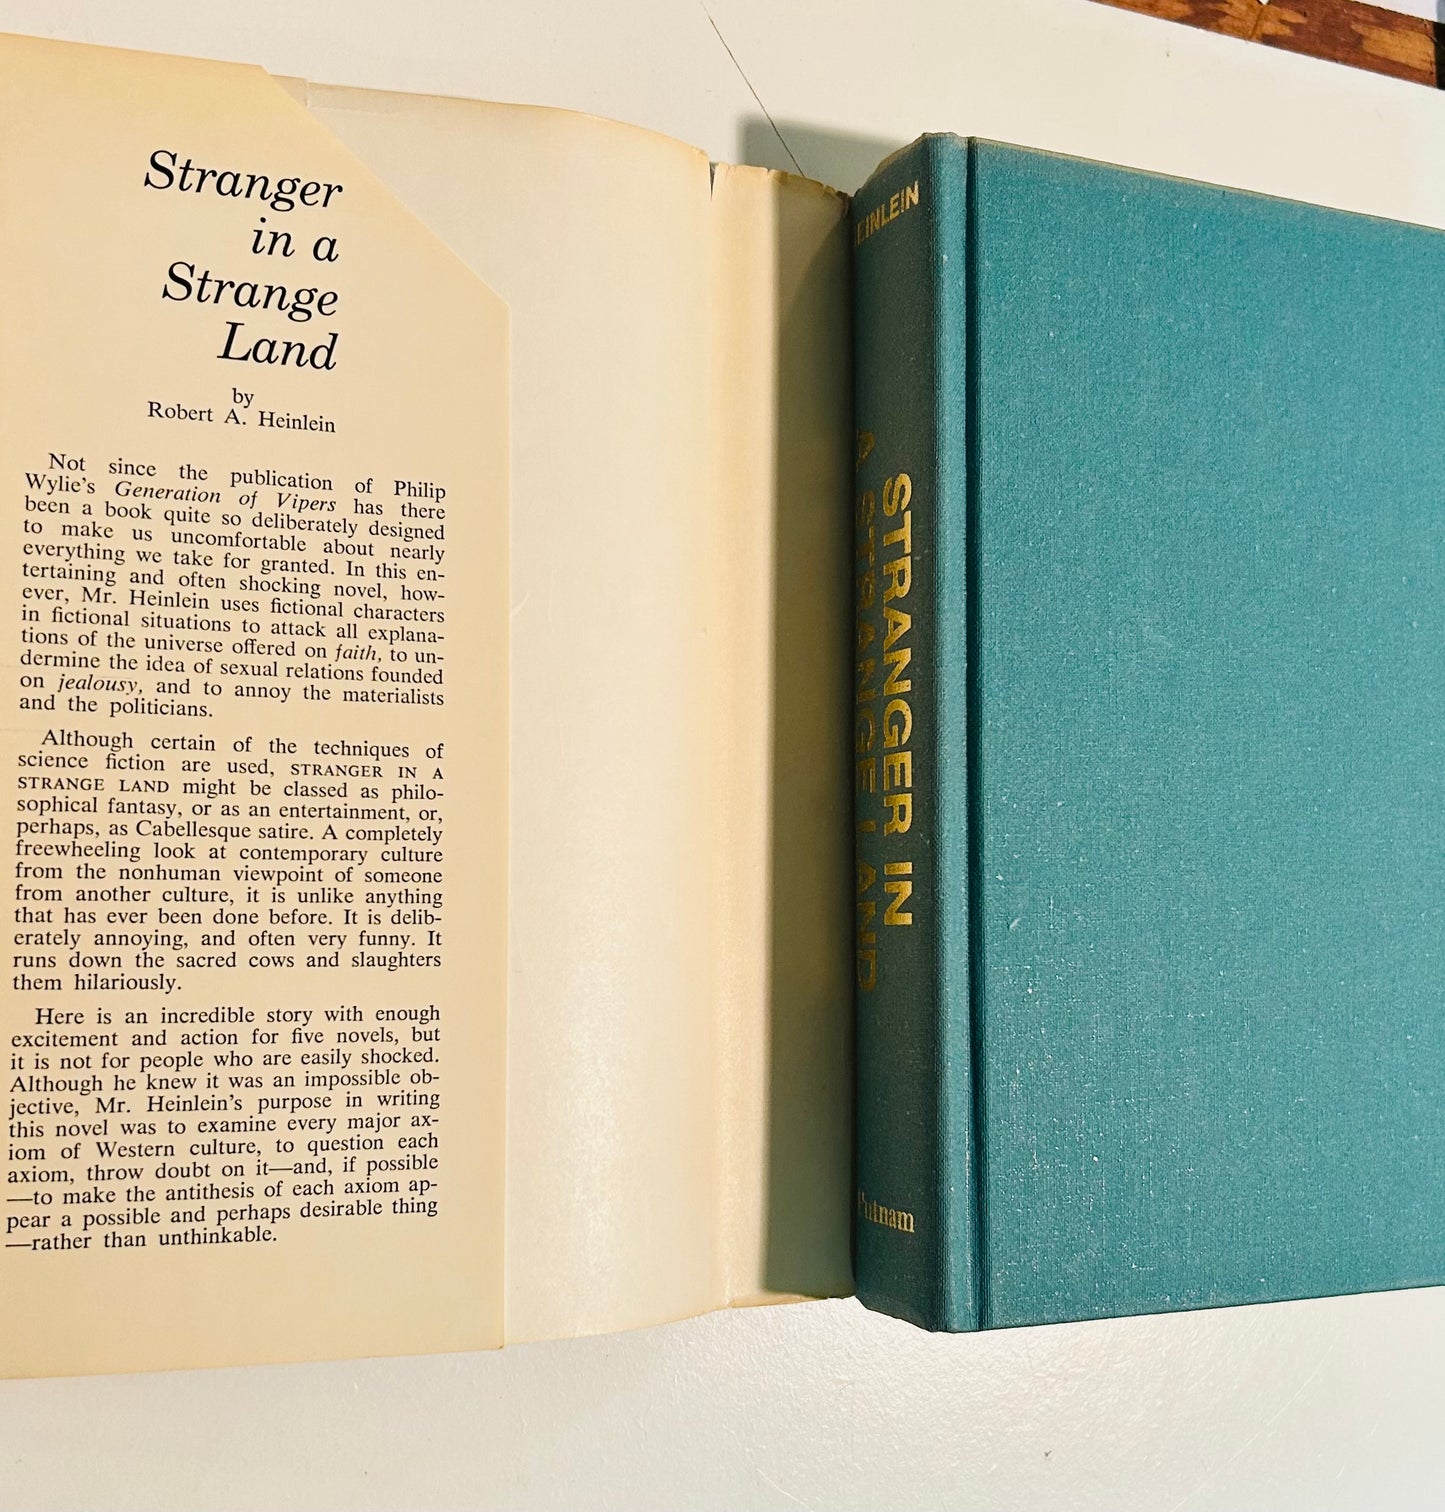 Stranger
in a
Strange
Land
by
Robert A. Heinlein
Not since the publication of Philip
Wylie's Generation of Vipers has there
been a book quite so deliberately designed
to make us uncomfortable about nearly
everything we take for granted. In this en-
tertaining and often shocking novel, how-
ever, Mr. Heinlein uses fictional characters
in fictional situations to attack all explana-
tions of the universe offered on faith, to un-
dermine the idea of sexual relations founded
on jealousy, and to annoy the materialists
and the politicians.
Although certain of the techniques of
science fiction are used, STRANGER IN A
STRANGE LAND might be classed as philo-
sophical fantasy, or as an entertainment, or,
perhaps, as Cabellesque satire. A completely
freewheeling look at contemporary culture
from the nonhuman viewpoint of someone
from another culture, it is unlike anything
that has ever been done before. It is delib-
erately annoying, and often very funny. It
runs down the sacred cows and slaughters
them hilariously.
Here is an incredible story with enough
excitement and action for five novels, but
it is not for people who are easily shocked.
Although he knew it was an impossible ob-
jective, Mr. Heinlein's purpose in writing
this novel was to examine every major ax-
iom of Western culture, to question each
axiom, throw doubt on it—and, if possible
—to make the antithesis of each axiom ap-
pear a possible and perhaps desirable thing
—rather than unthinkable.
EINLEIN
STRANGER IN
A STRANGE LAND
Putnam